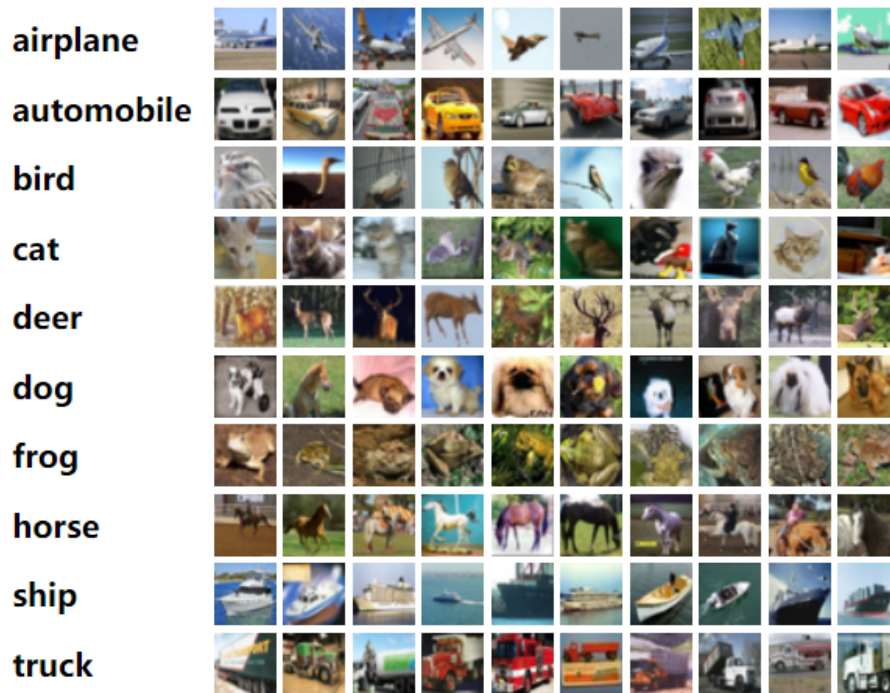 airplane
automobile
bird
cat
deer
dog
frog
horse
ship
truck